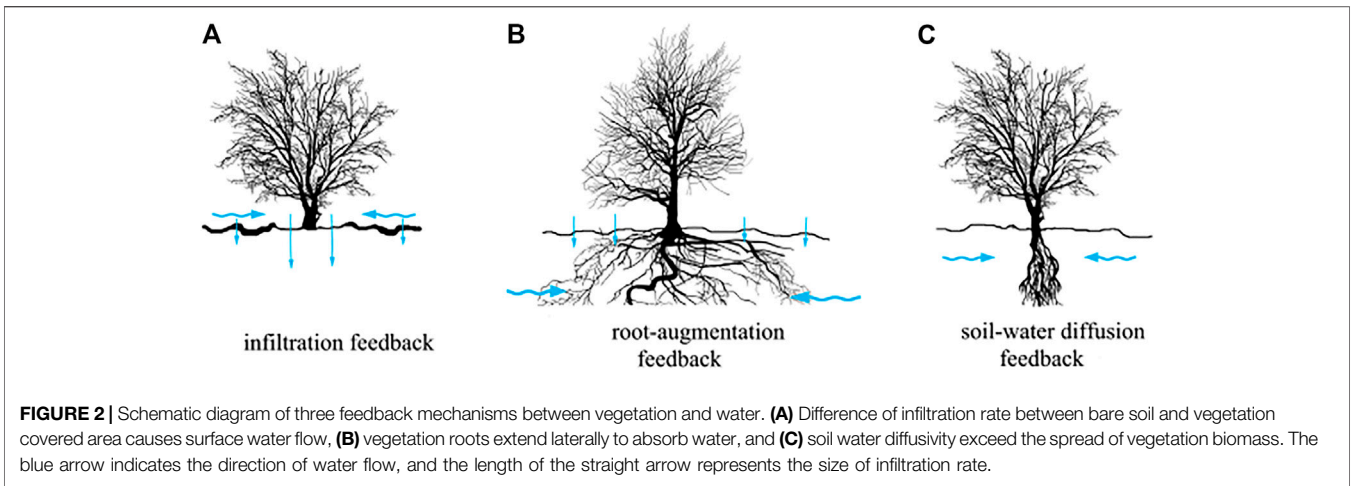 A
B
C
infiltration feedback
root-augmentation
feedback
soil-water diffusion
feedback
FIGURE 2 | Schematic diagram of three feedback mechanisms between vegetation and water. (A) Difference of infiltration rate between bare soil and vegetation
covered area causes surface water flow, (B) vegetation roots extend laterally to absorb water, and (C) soil water diffusivity exceed the spread of vegetation biomass. The
blue arrow indicates the direction of water flow, and the length of the straight arrow represents the size of infiltration rate.